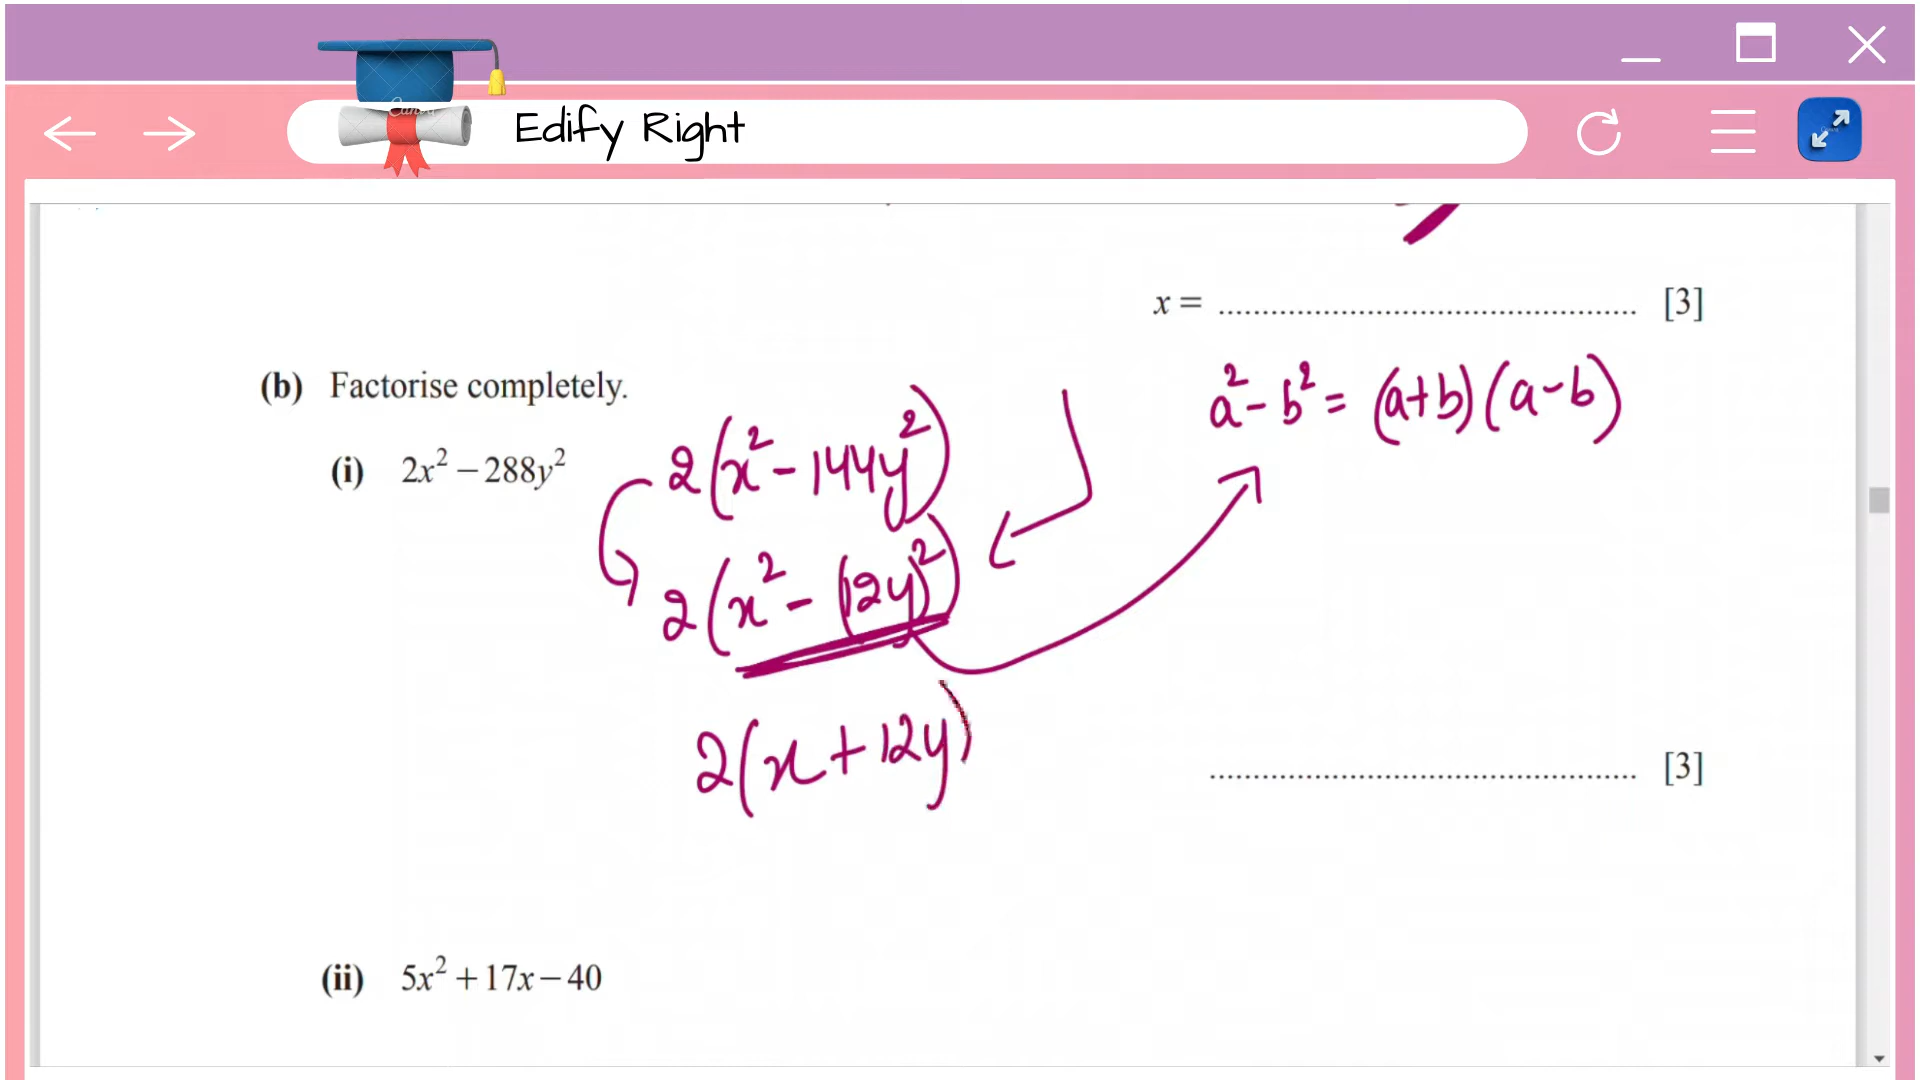 Canva
Edify Right
x = .......................................... [3]
(b) Factorise completely.
a² - b² = (a+b)(a-b)
2(x² - 144y²)
(i) 2x² − 288y²
2(x² - (12y)²)
2(x + 12y)
.......................................... [3]
(ii) 5x² + 17x − 40